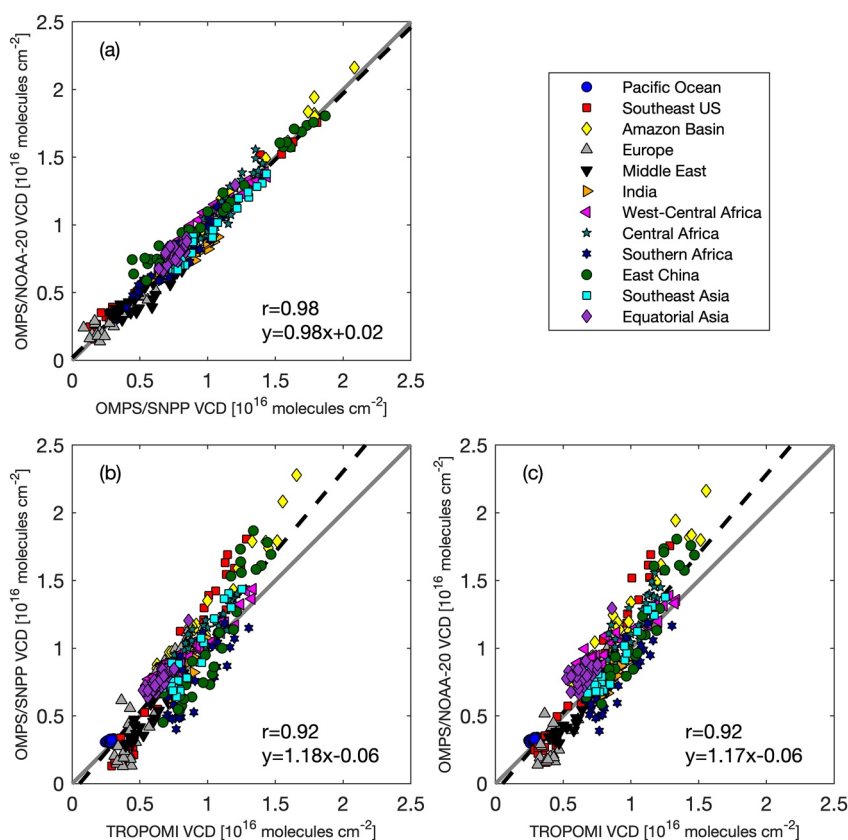 (a)
2.5
2
1.5
1
0.5
0
0 0.5 1 1.5 2 2.5
OMPS/NOAA-20 VCD [10^16 molecules cm^-2]
OMPS/SNPP VCD [10^16 molecules cm^-2]
r=0.98
y=0.98x+0.02
Pacific Ocean
Southeast US
Amazon Basin
Europe
Middle East
India
West-Central Africa
Central Africa
Southern Africa
East China
Southeast Asia
Equatorial Asia
(b)
2.5
2
1.5
1
0.5
0
0 0.5 1 1.5 2 2.5
OMPS/SNPP VCD [10^16 molecules cm^-2]
TROPOMI VCD [10^16 molecules cm^-2]
r=0.92
y=1.18x−0.06
(c)
2.5
2
1.5
1
0.5
0
0 0.5 1 1.5 2 2.5
OMPS/NOAA-20 VCD [10^16 molecules cm^-2]
TROPOMI VCD [10^16 molecules cm^-2]
r=0.92
y=1.17x−0.06